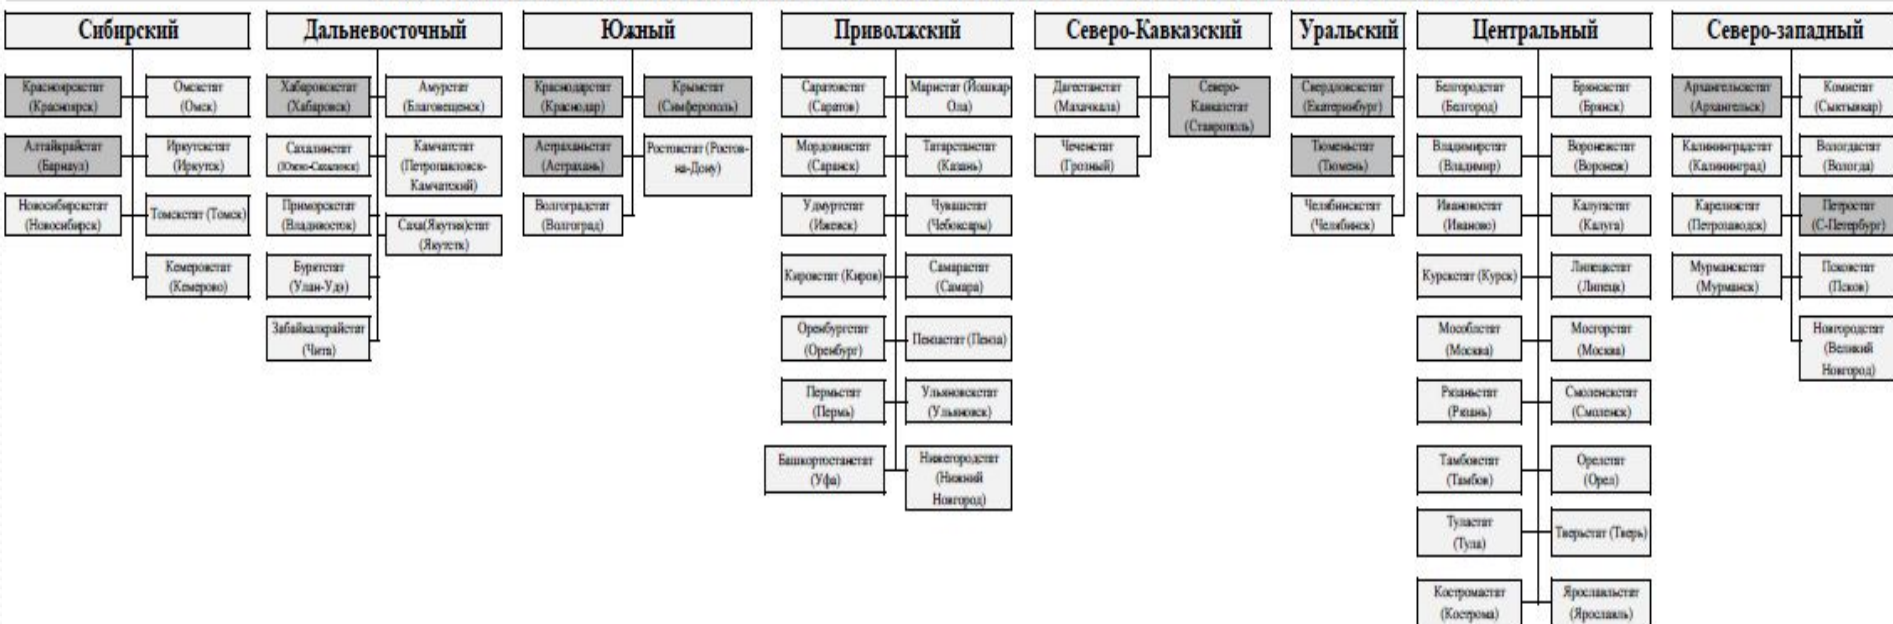 Сибирский
Красноярскстат
(Красноярск)
Омскстат
(Омск)
Алтайкрайстат
(Барнаул)
Иркутскстат
(Иркутск)
Новосибирскстат
(Новосибирск)
Томскстат (Томск)
Кемеровстат
(Кемерово)
Дальневосточный
Хабаровскстат
(Хабаровск)
Амурстат
(Благовещенск)
Сахалинстат
(Южно-Сахалинск)
Камчатстат
(Петропавловск-
Камчатский)
Приморскстат
(Владивосток)
Саха(Якутия)стат
(Якутстк)
Бурятстат
(Улан-Удэ)
Забайкалкрайстат
(Чита)
Южный
Краснодарстат
(Краснодар)
Крымстат
(Симферополь)
Астраханьстат
(Астрахань)
Ростовстат (Ростов-
на-Дону)
Волгоградстат
(Волгоград)
Приволжский
Саратовстат
(Саратов)
Маристат (Йошкар-
Ола)
Мордовиястат
(Саранск)
Татарстанстат
(Казань)
Удмуртстат
(Ижевск)
Чувашстат
(Чебоксары)
Кировстат (Киров)
Самарастат
(Самара)
Оренбургстат
(Оренбург)
Пензастат (Пенза)
Пермьстат
(Пермь)
Ульяновскстат
(Ульяновск)
Башкортостанстат
(Уфа)
Нижегородстат
(Нижний
Новгород)
Северо-Кавказский
Дагестанстат
(Махачкала)
Северо-
Кавказстат
(Ставрополь)
Чеченстат
(Грозный)
Уральский
Свердловскстат
(Екатеринбург)
Тюменьстат
(Тюмень)
Челябинскстат
(Челябинск)
Центральный
Белгородстат
(Белгород)
Брянскстат
(Брянск)
Владимирстат
(Владимир)
Воронежстат
(Воронеж)
Ивановостат
(Иваново)
Калугастат
(Калуга)
Курскстат (Курск)
Липецкстат
(Липецк)
Мособлстат
(Москва)
Мосгорстат
(Москва)
Рязаньстат
(Рязань)
Смоленскстат
(Смоленск)
Тамбовстат
(Тамбов)
Орелстат
(Орел)
Туластат
(Тула)
Тверьстат (Тверь)
Костромастат
(Кострома)
Ярославльстат
(Ярославль)
Северо-западный
Архангельскстат
(Архангельск)
Комистат
(Сыктывкар)
Калининградстат
(Калининград)
Вологдастат
(Вологда)
Карелиястат
(Петрозаводск)
Петростат
(С-Петербург)
Мурманскстат
(Мурманск)
Псковстат
(Псков)
Новгородстат
(Великий
Новгород)